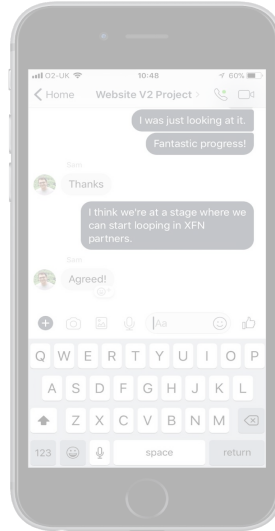 O2-UK 10:48 60%
Home Website V2 Project
I was just looking at it.
Fantastic progress!
Sam
Thanks
I think we're at a stage where we
can start looping in XFN
partners.
Sam
Agreed!
Aa
Q W E R T Y U I O P
A S D F G H J K L
Z X C V B N M
123 space return